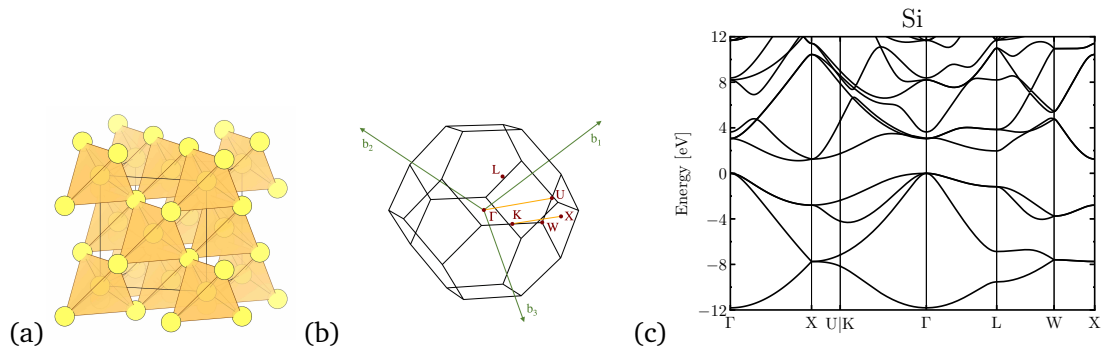 (a)
(b)
b₁
b₂
L
U
Γ
K
X
W
b₃
(c)
Si
Energy [eV]
12
8
4
0
−4
−8
−12
Γ X U|K Γ L W X